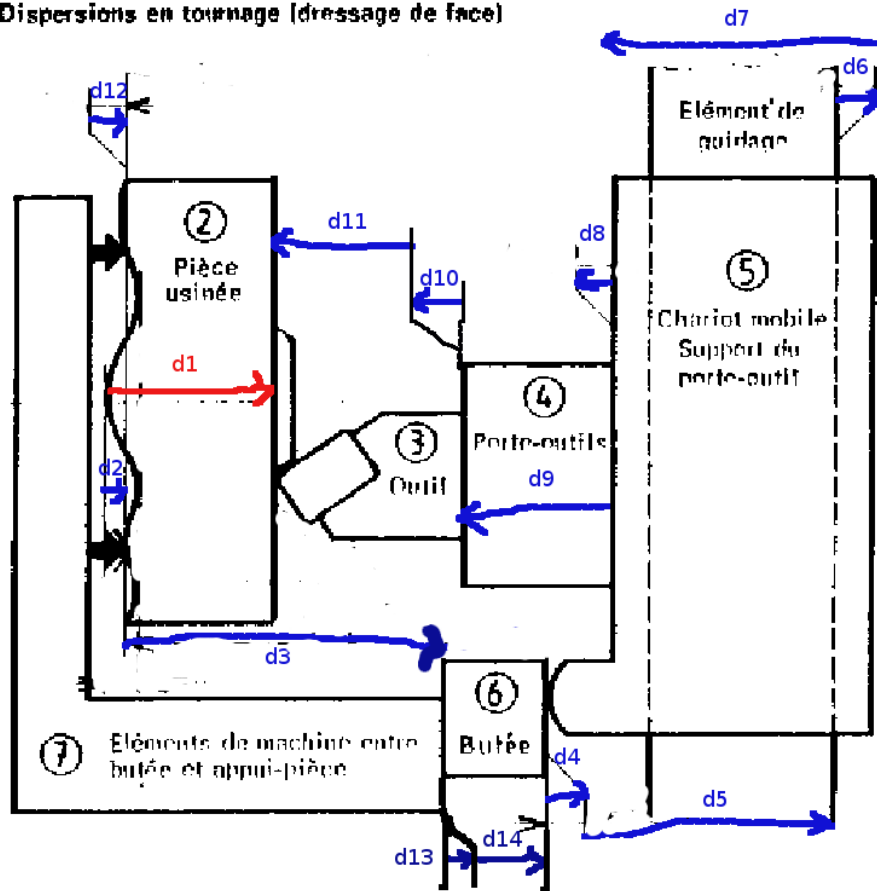 Dispersions en tournage (dressage de face)
d7
d12
d6
Elément de
guidage
②
Pièce
usinée
d11
d8
d10
⑤
Chariot mobile
Support du
porte-outil
d1
④
Porte-outils
③
Outil
d2
d9
d3
⑥
Butée
⑦ Eléments de machine entre
butée et appui-pièce
d4
d5
d13
d14